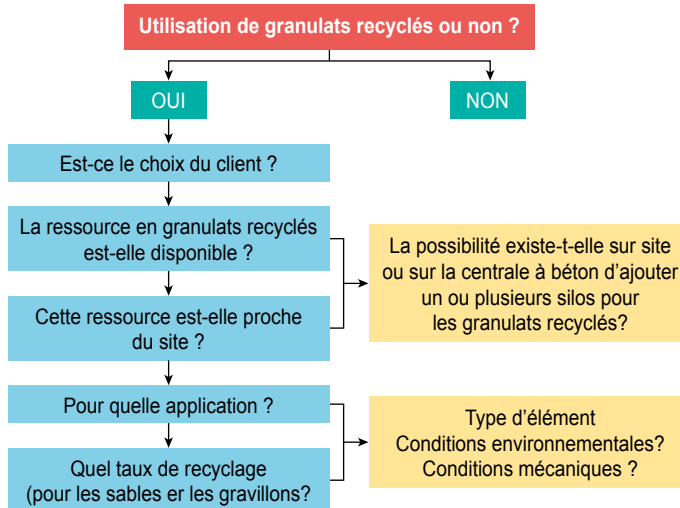 Utilisation de granulats recyclés ou non ?
OUI
NON
Est-ce le choix du client ?
La ressource en granulats recyclés
est-elle disponible ?
La possibilité existe-t-elle sur site
ou sur la centrale à béton d'ajouter
un ou plusieurs silos pour
les granulats recyclés?
Cette ressource est-elle proche
du site ?
Pour quelle application ?
Type d'élément
Conditions environnementales?
Conditions mécaniques ?
Quel taux de recyclage
(pour les sables er les gravillons?